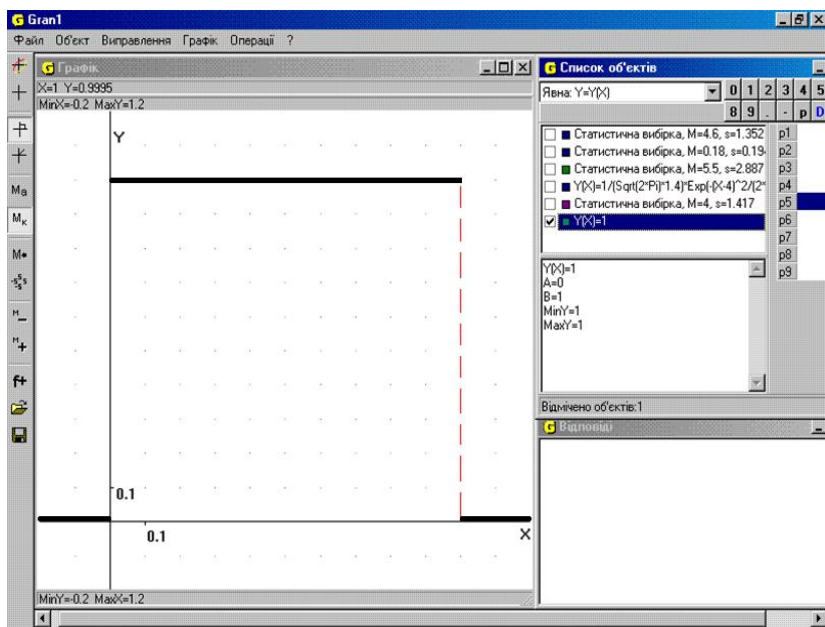 Gran1
Файл Об'єкт Виправлення Графік Операції ?
Графік
X=1 Y=0.9995
MinX=-0.2 MaxY=1.2
Y
0.1
0.1
X
MinY=-0.2 MaxX=1.2
Mа
Mк
M
M
f+
Список об'єктів
Явна: Y=Y(X)
0 1 2 3 4 5
8 9 . - p D
Статистична вибірка, M=4.6, s=1.352
Статистична вибірка, M=0.18, s=0.19
Статистична вибірка, M=5.5, s=2.887
Y(X)=1/(Sqrt(2*Pi)*1.4)*Exp(-(X-4)^2/(2*
Статистична вибірка, M=4, s=1.417
Y(X)=1
p1
p2
p3
p4
p5
p6
p7
p8
p9
Y(X)=1
A=0
B=1
MinY=1
MaxY=1
Відмічено об'єктів:1
Відповіді